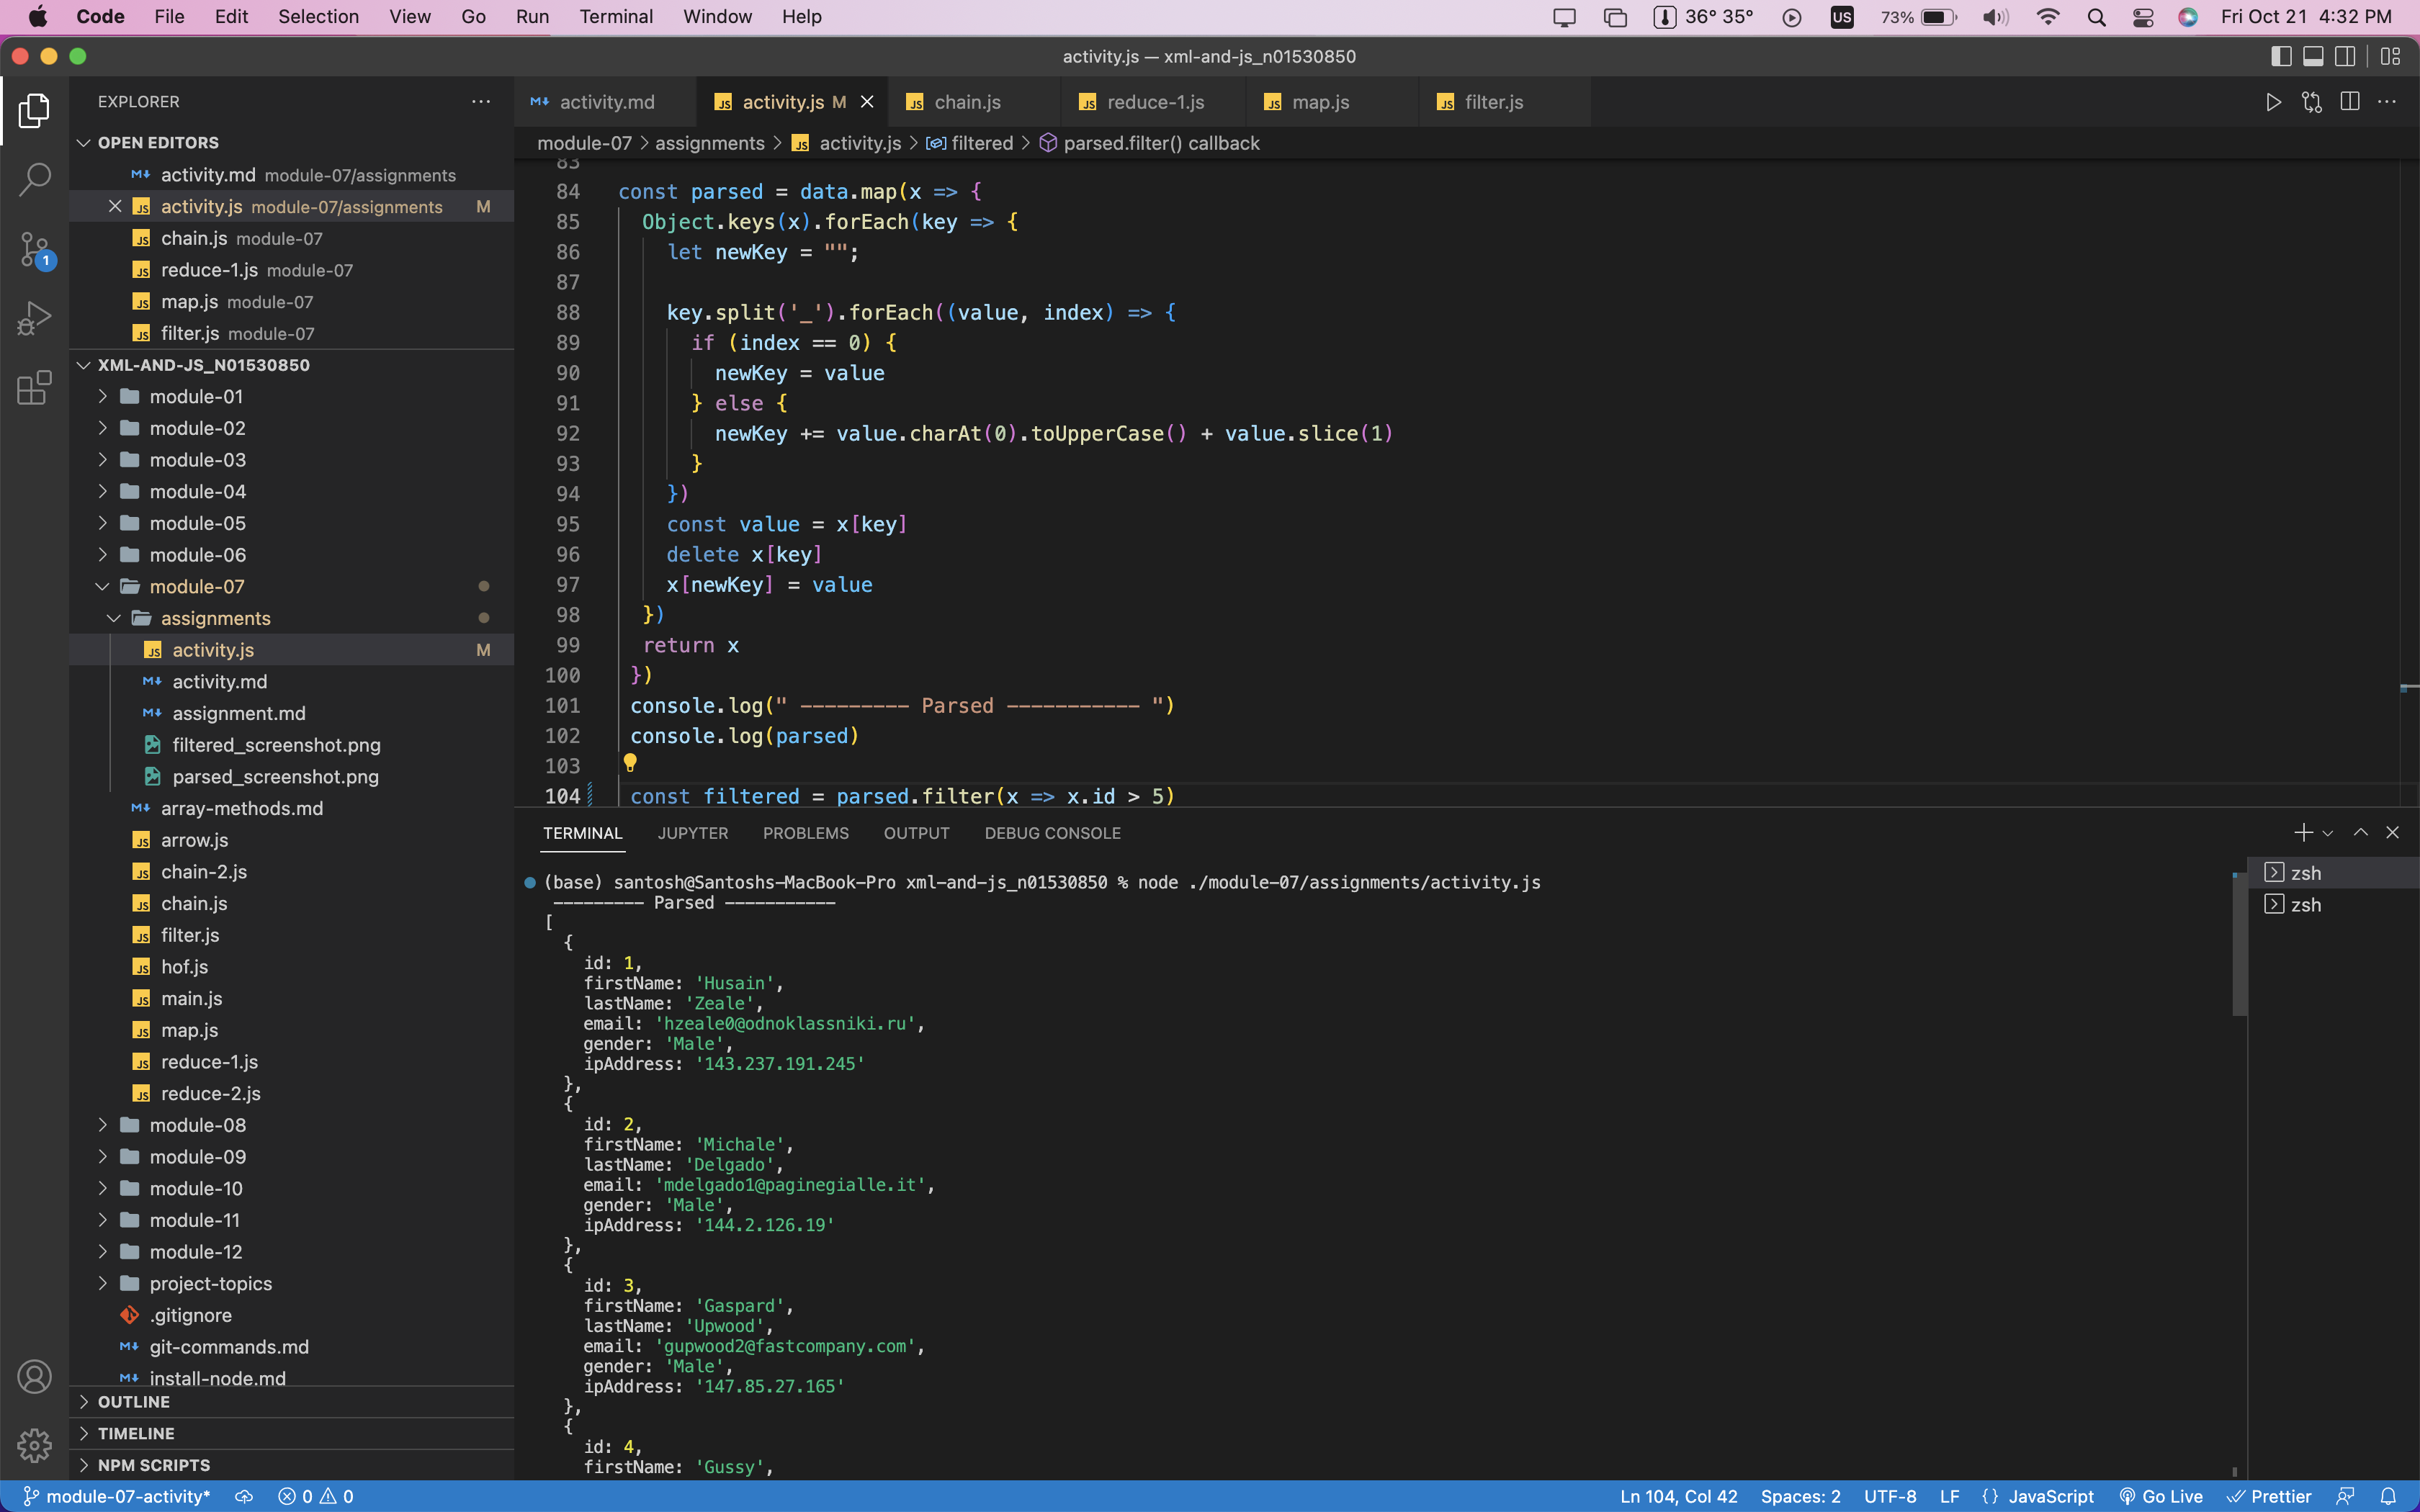 Code File Edit Selection View Go Run Terminal Window Help 36° 35° US 73% Fri Oct 21 4:32 PM
activity.js — xml-and-js_n01530850
EXPLORER
OPEN EDITORS
activity.md module-07/assignments
activity.js module-07/assignments M
chain.js module-07
reduce-1.js module-07
map.js module-07
filter.js module-07
XML-AND-JS_N01530850
module-01
module-02
module-03
module-04
module-05
module-06
module-07
assignments
activity.js M
activity.md
assignment.md
filtered_screenshot.png
parsed_screenshot.png
array-methods.md
arrow.js
chain-2.js
chain.js
filter.js
hof.js
main.js
map.js
reduce-1.js
reduce-2.js
module-08
module-09
module-10
module-11
module-12
project-topics
.gitignore
git-commands.md
install-node.md
OUTLINE
TIMELINE
NPM SCRIPTS
1
activity.md activity.js M chain.js reduce-1.js map.js filter.js
module-07 > assignments > activity.js > filtered > parsed.filter() callback
83
84 const parsed = data.map(x => {
85 Object.keys(x).forEach(key => {
86 let newKey = "";
87
88 key.split('_').forEach((value, index) => {
89 if (index == 0) {
90 newKey = value
91 } else {
92 newKey += value.charAt(0).toUpperCase() + value.slice(1)
93 }
94 })
95 const value = x[key]
96 delete x[key]
97 x[newKey] = value
98 })
99 return x
100 })
101 console.log(" --------- Parsed ----------- ")
102 console.log(parsed)
103
104 const filtered = parsed.filter(x => x.id > 5)
TERMINAL JUPYTER PROBLEMS OUTPUT DEBUG CONSOLE
(base) santosh@Santoshs-MacBook-Pro xml-and-js_n01530850 % node ./module-07/assignments/activity.js
--------- Parsed -----------
[
{
id: 1,
firstName: 'Husain',
lastName: 'Zeale',
email: 'hzeale0@odnoklassniki.ru',
gender: 'Male',
ipAddress: '143.237.191.245'
},
{
id: 2,
firstName: 'Michale',
lastName: 'Delgado',
email: 'mdelgado1@paginegialle.it',
gender: 'Male',
ipAddress: '144.2.126.19'
},
{
id: 3,
firstName: 'Gaspard',
lastName: 'Upwood',
email: 'gupwood2@fastcompany.com',
gender: 'Male',
ipAddress: '147.85.27.165'
},
{
id: 4,
firstName: 'Gussy',
zsh
zsh
module-07-activity* 0 0 Ln 104, Col 42 Spaces: 2 UTF-8 LF {} JavaScript Go Live Prettier